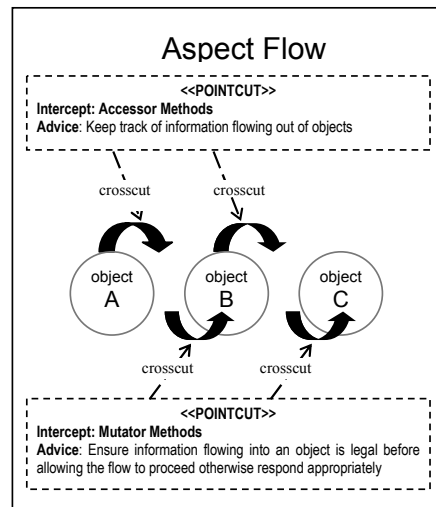 Aspect Flow
<<POINTCUT>>
Intercept: Accessor Methods
Advice: Keep track of information flowing out of objects
crosscut crosscut
object object object
A B C
crosscut crosscut
<<POINTCUT>>
Intercept: Mutator Methods
Advice: Ensure information flowing into an object is legal before
allowing the flow to proceed otherwise respond appropriately